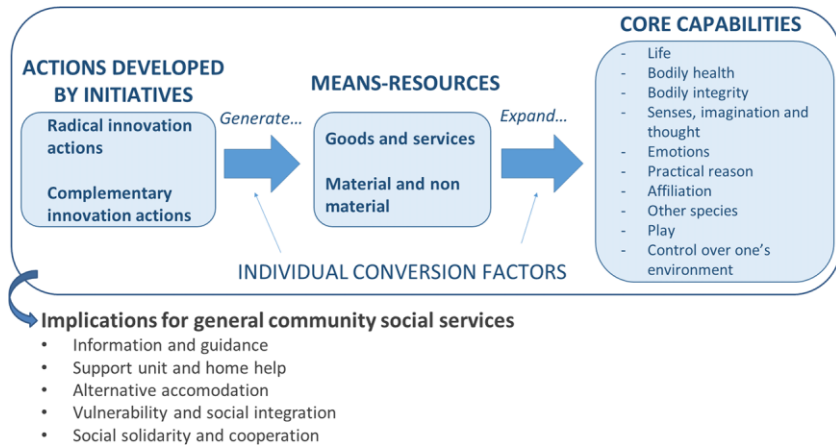 ACTIONS DEVELOPED
BY INITIATIVES
Radical innovation
actions
Complementary
innovation actions
Generate...
MEANS-RESOURCES
Goods and services
Material and non
material
Expand...
CORE CAPABILITIES
- Life
- Bodily health
- Bodily integrity
- Senses, imagination and
thought
- Emotions
- Practical reason
- Affiliation
- Other species
- Play
- Control over one's
environment
INDIVIDUAL CONVERSION FACTORS
Implications for general community social services
• Information and guidance
• Support unit and home help
• Alternative accomodation
• Vulnerability and social integration
• Social solidarity and cooperation